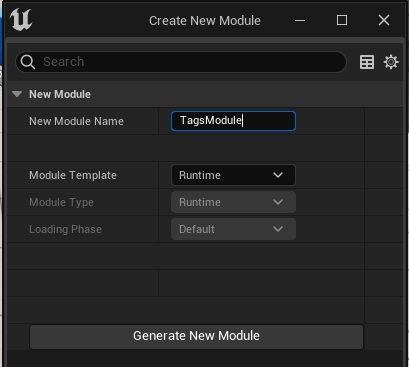 Create New Module
Search
New Module
New Module Name TagsModule
Module Template Runtime
Module Type Runtime
Loading Phase Default
Generate New Module